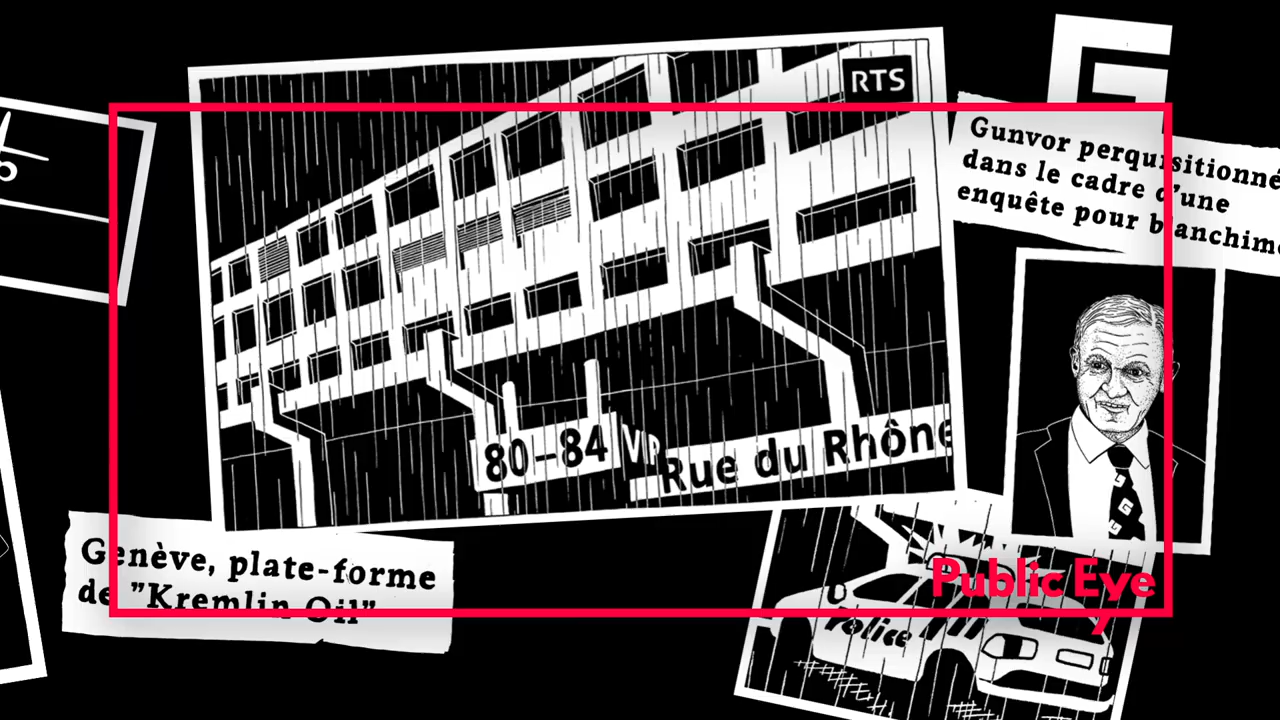 RTS
Gunvor perquisitionné
dans le cadre d'une
enquête pour blanchime
80–84
VIP
Rue du Rhône
Genève, plate-forme
de "Kremlin Oil"
Public Eye
Police